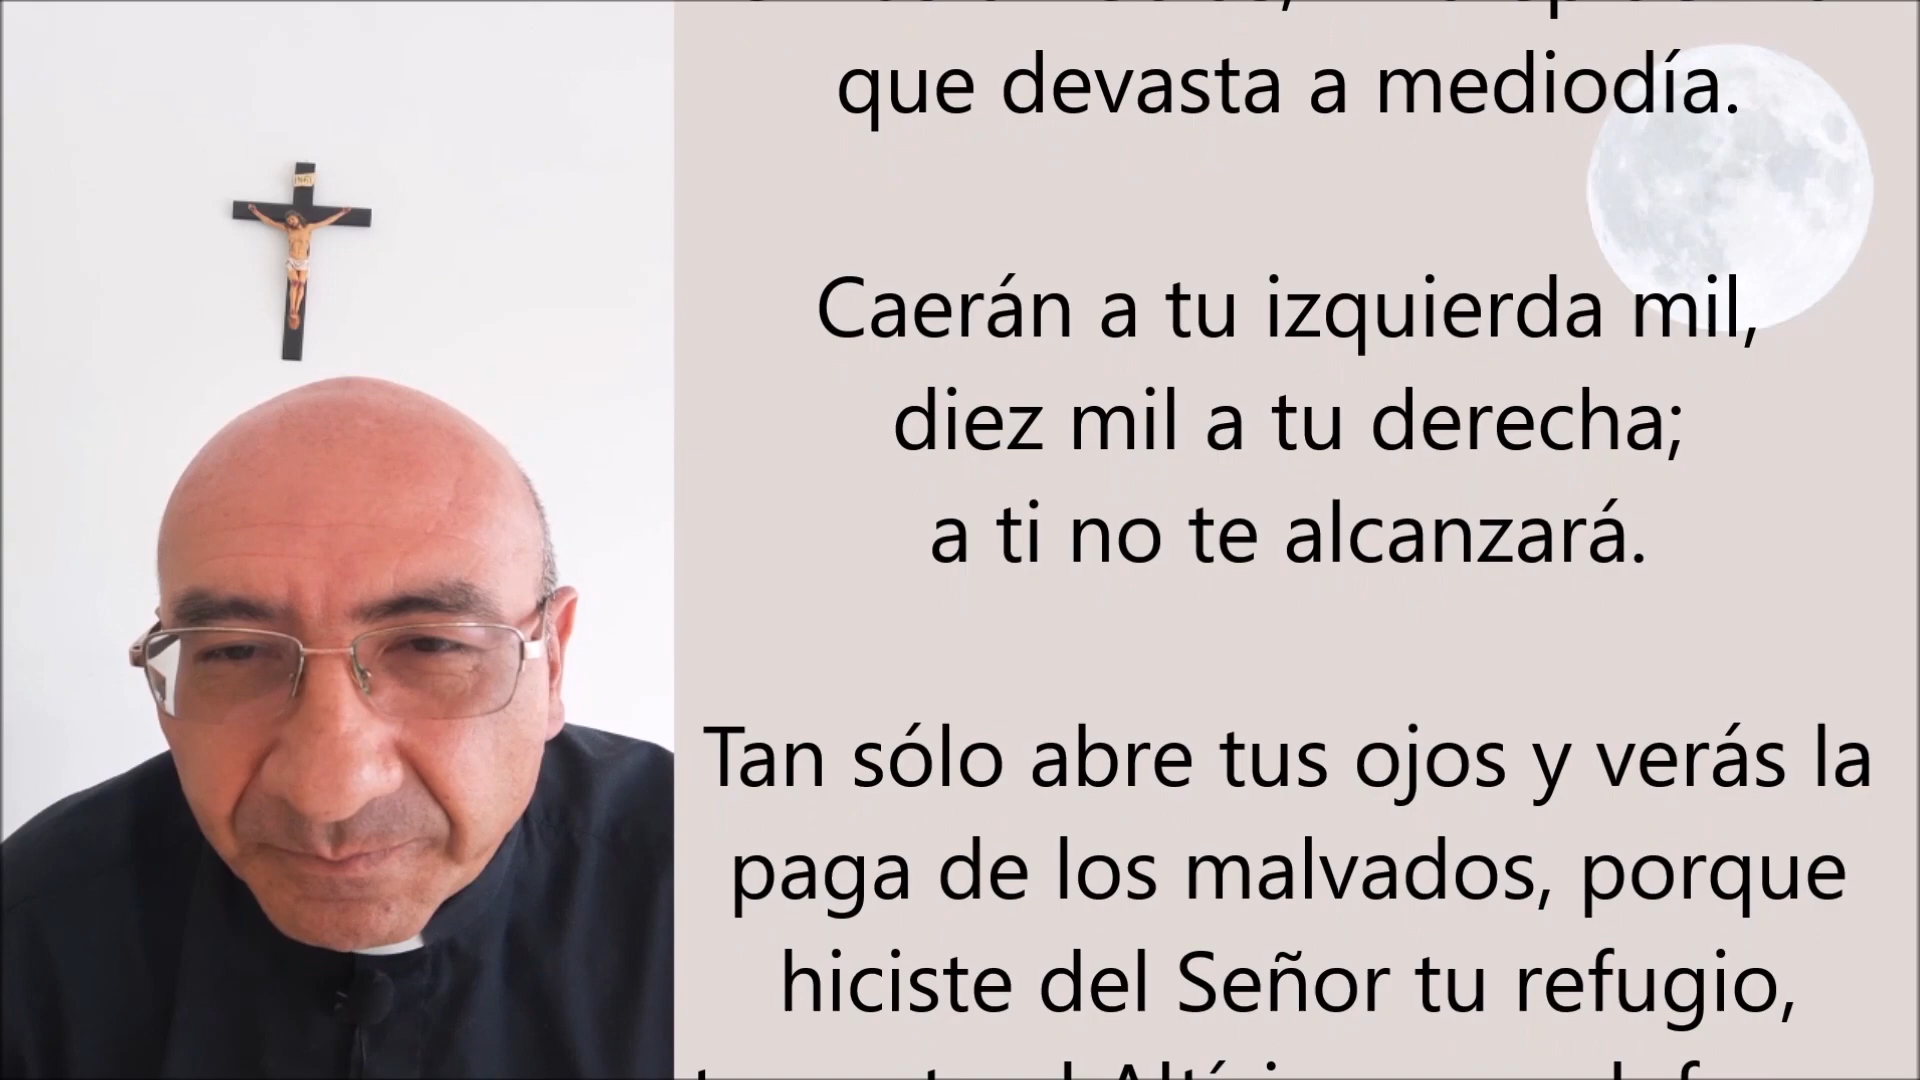 que devasta a mediodía.
Caerán a tu izquierda mil,
diez mil a tu derecha;
a ti no te alcanzará.
Tan sólo abre tus ojos y verás la
paga de los malvados, porque
hiciste del Señor tu refugio,